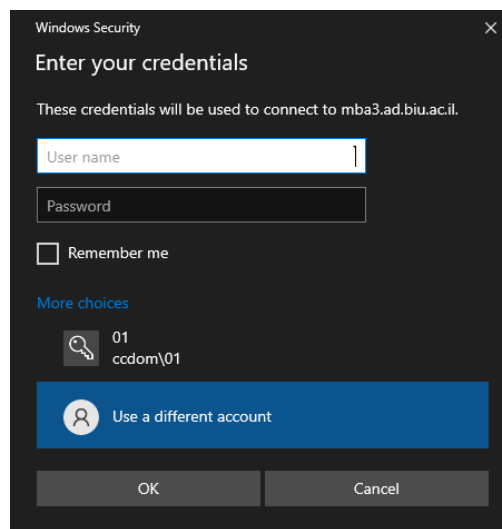 Windows Security
Enter your credentials
These credentials will be used to connect to mba3.ad.biu.ac.il.
User name
Password
Remember me
More choices
01
ccdom\01
Use a different account
OK
Cancel